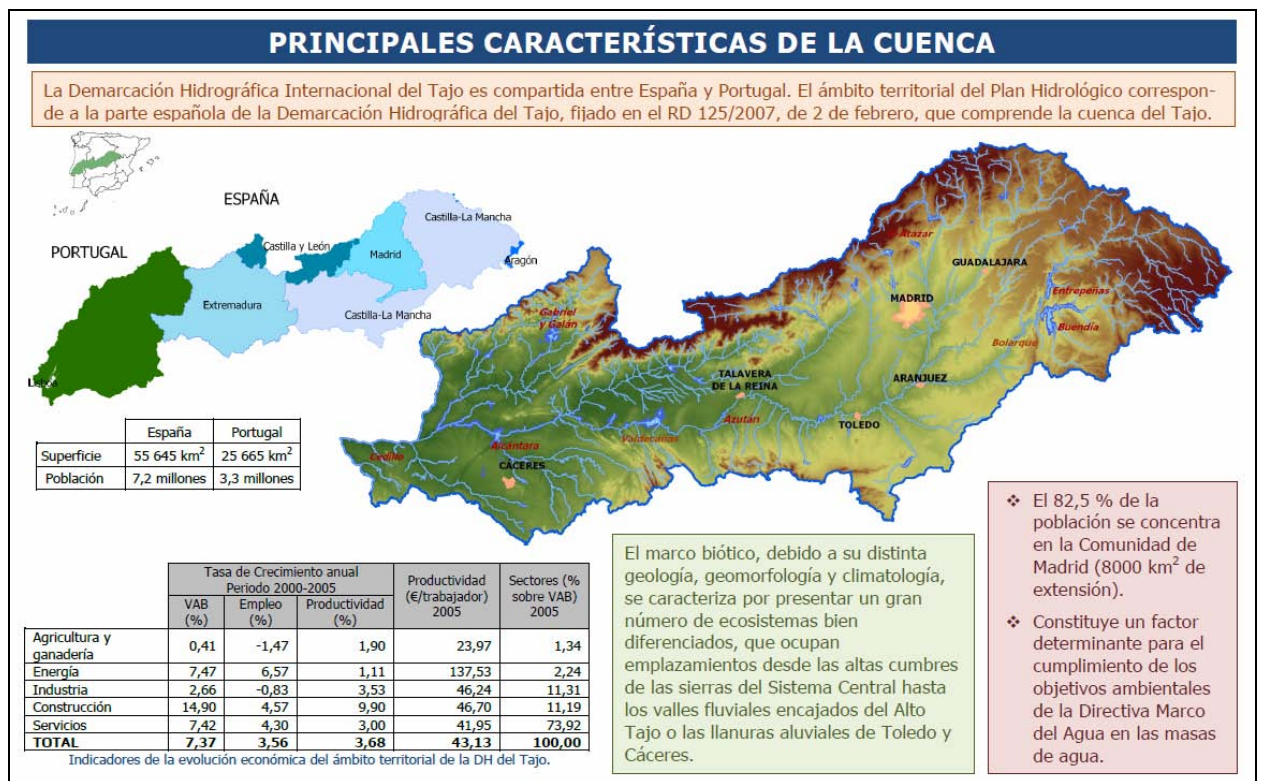 PRINCIPALES CARACTERÍSTICAS DE LA CUENCA
La Demarcación Hidrográfica Internacional del Tajo es compartida entre España y Portugal. El ámbito territorial del Plan Hidrológico correspon-
de a la parte española de la Demarcación Hidrográfica del Tajo, fijado en el RD 125/2007, de 2 de febrero, que comprende la cuenca del Tajo.
ESPAÑA
PORTUGAL
Castilla-La Mancha
Castilla y León
Madrid
Aragón
Extremadura
Castilla-La Mancha
Lisboa
Atazar
GUADALAJARA
MADRID
Entrepeñas
Buendía
Bolarque
Gabriel
y Galán
TALAVERA
DE LA REINA
ARANJUEZ
Azután
TOLEDO
Valdecañas
Alcántara
Cedillo
CÁCERES
España Portugal
Superficie 55 645 km² 25 665 km²
Población 7,2 millones 3,3 millones
Tasa de Crecimiento anual
Periodo 2000-2005
Productividad
(€/trabajador)
2005
Sectores (%
sobre VAB)
2005
VAB
(%)
Empleo
(%)
Productividad
(%)
Agricultura y
ganadería 0,41 -1,47 1,90 23,97 1,34
Energía 7,47 6,57 1,11 137,53 2,24
Industria 2,66 -0,83 3,53 46,24 11,31
Construcción 14,90 4,57 9,90 46,70 11,19
Servicios 7,42 4,30 3,00 41,95 73,92
TOTAL 7,37 3,56 3,68 43,13 100,00
Indicadores de la evolución económica del ámbito territorial de la DH del Tajo.
El marco biótico, debido a su distinta
geología, geomorfología y climatología,
se caracteriza por presentar un gran
número de ecosistemas bien
diferenciados, que ocupan
emplazamientos desde las altas cumbres
de las sierras del Sistema Central hasta
los valles fluviales encajados del Alto
Tajo o las llanuras aluviales de Toledo y
Cáceres.
❖ El 82,5 % de la
población se concentra
en la Comunidad de
Madrid (8000 km² de
extensión).
❖ Constituye un factor
determinante para el
cumplimiento de los
objetivos ambientales
de la Directiva Marco
del Agua en las masas
de agua.